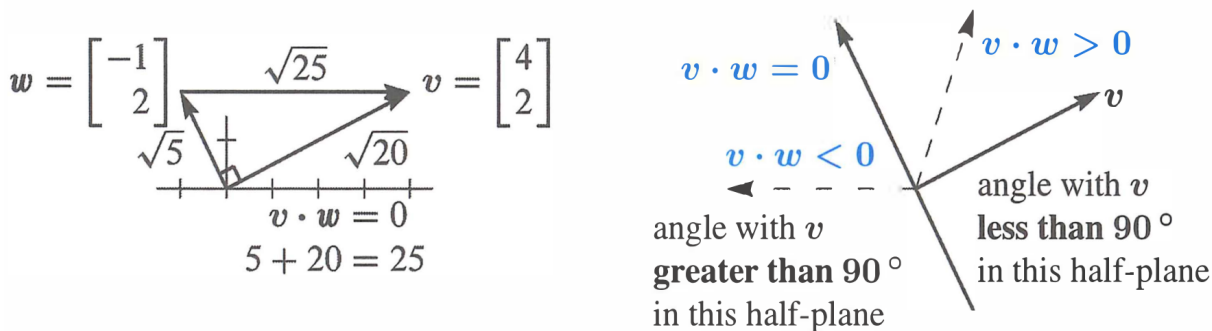 w = [ -1 2 ]
√25
v = [ 4 2 ]
√5
√20
v · w = 0
5 + 20 = 25
v · w = 0
v · w > 0
v
v · w < 0
angle with v
greater than 90°
in this half-plane
angle with v
less than 90°
in this half-plane